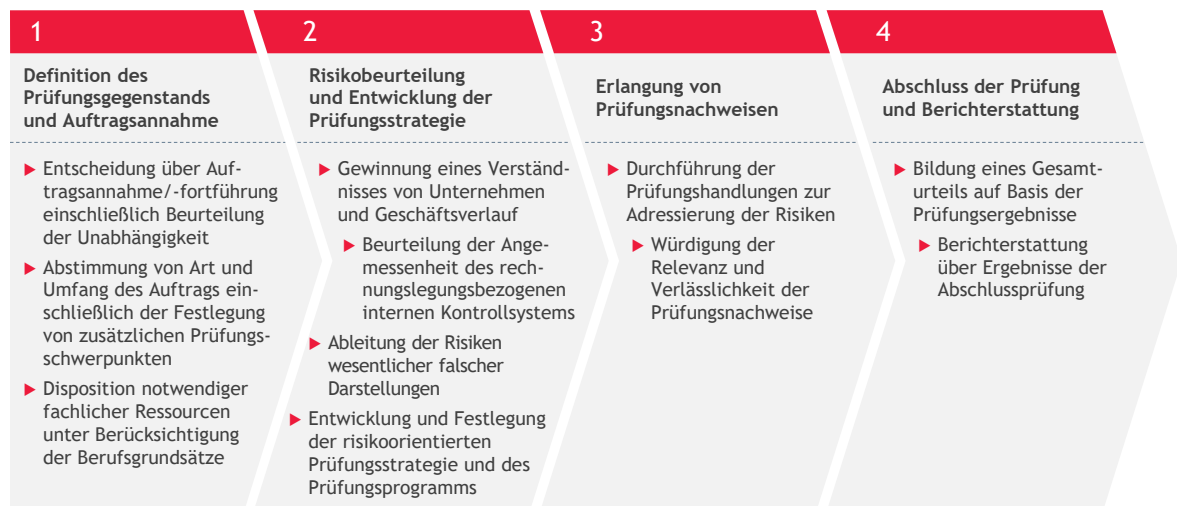 1
Definition des
Prüfungsgegenstands
und Auftragsannahme
Entscheidung über Auf-
tragsannahme/-fortführung
einschließlich Beurteilung
der Unabhängigkeit
Abstimmung von Art und
Umfang des Auftrags ein-
schließlich der Festlegung
von zusätzlichen Prüfungs-
schwerpunkten
Disposition notwendiger
fachlicher Ressourcen
unter Berücksichtigung
der Berufsgrundsätze
2
Risikobeurteilung
und Entwicklung der
Prüfungsstrategie
Gewinnung eines Verständ-
nisses von Unternehmen
und Geschäftsverlauf
Beurteilung der Ange-
messenheit des rech-
nungslegungsbezogenen
internen Kontrollsystems
Ableitung der Risiken
wesentlicher falscher
Darstellungen
Entwicklung und Festlegung
der risikoorientierten
Prüfungsstrategie und des
Prüfungsprogramms
3
Erlangung von
Prüfungsnachweisen
Durchführung der
Prüfungshandlungen zur
Adressierung der Risiken
Würdigung der
Relevanz und
Verlässlichkeit der
Prüfungsnachweise
4
Abschluss der Prüfung
und Berichterstattung
Bildung eines Gesamt-
urteils auf Basis der
Prüfungsergebnisse
Berichterstattung
über Ergebnisse der
Abschlussprüfung